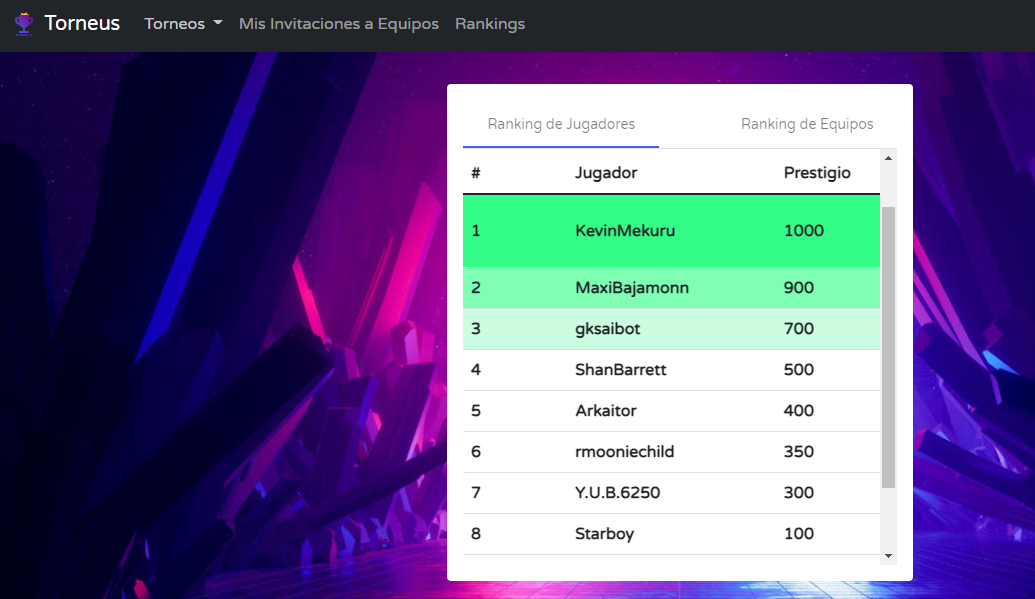 Torneus Torneos Mis Invitaciones a Equipos Rankings
Ranking de Jugadores Ranking de Equipos
# Jugador Prestigio
1 KevinMekuru 1000
2 MaxiBajamonn 900
3 gksaibot 700
4 ShanBarrett 500
5 Arkaitor 400
6 rmooniechild 350
7 Y.U.B.6250 300
8 Starboy 100